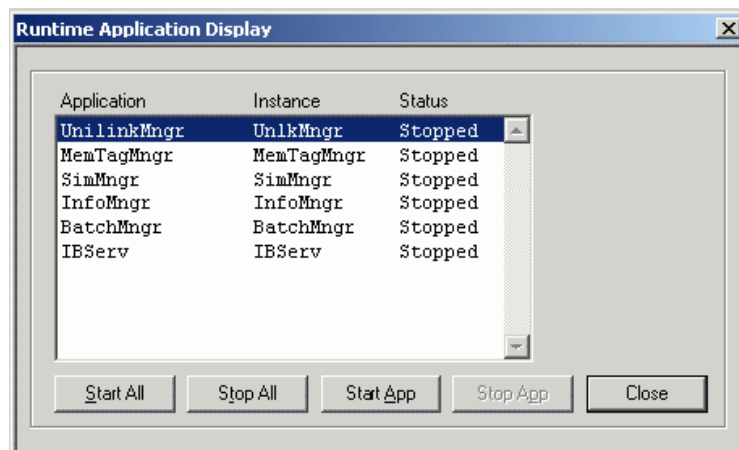 Runtime Application Display
Application Instance Status
UnilinkMngr UnlkMngr Stopped
MemTagMngr MemTagMngr Stopped
SimMngr SimMngr Stopped
InfoMngr InfoMngr Stopped
BatchMngr BatchMngr Stopped
IBServ IBServ Stopped
Start All Stop All Start App Stop App Close